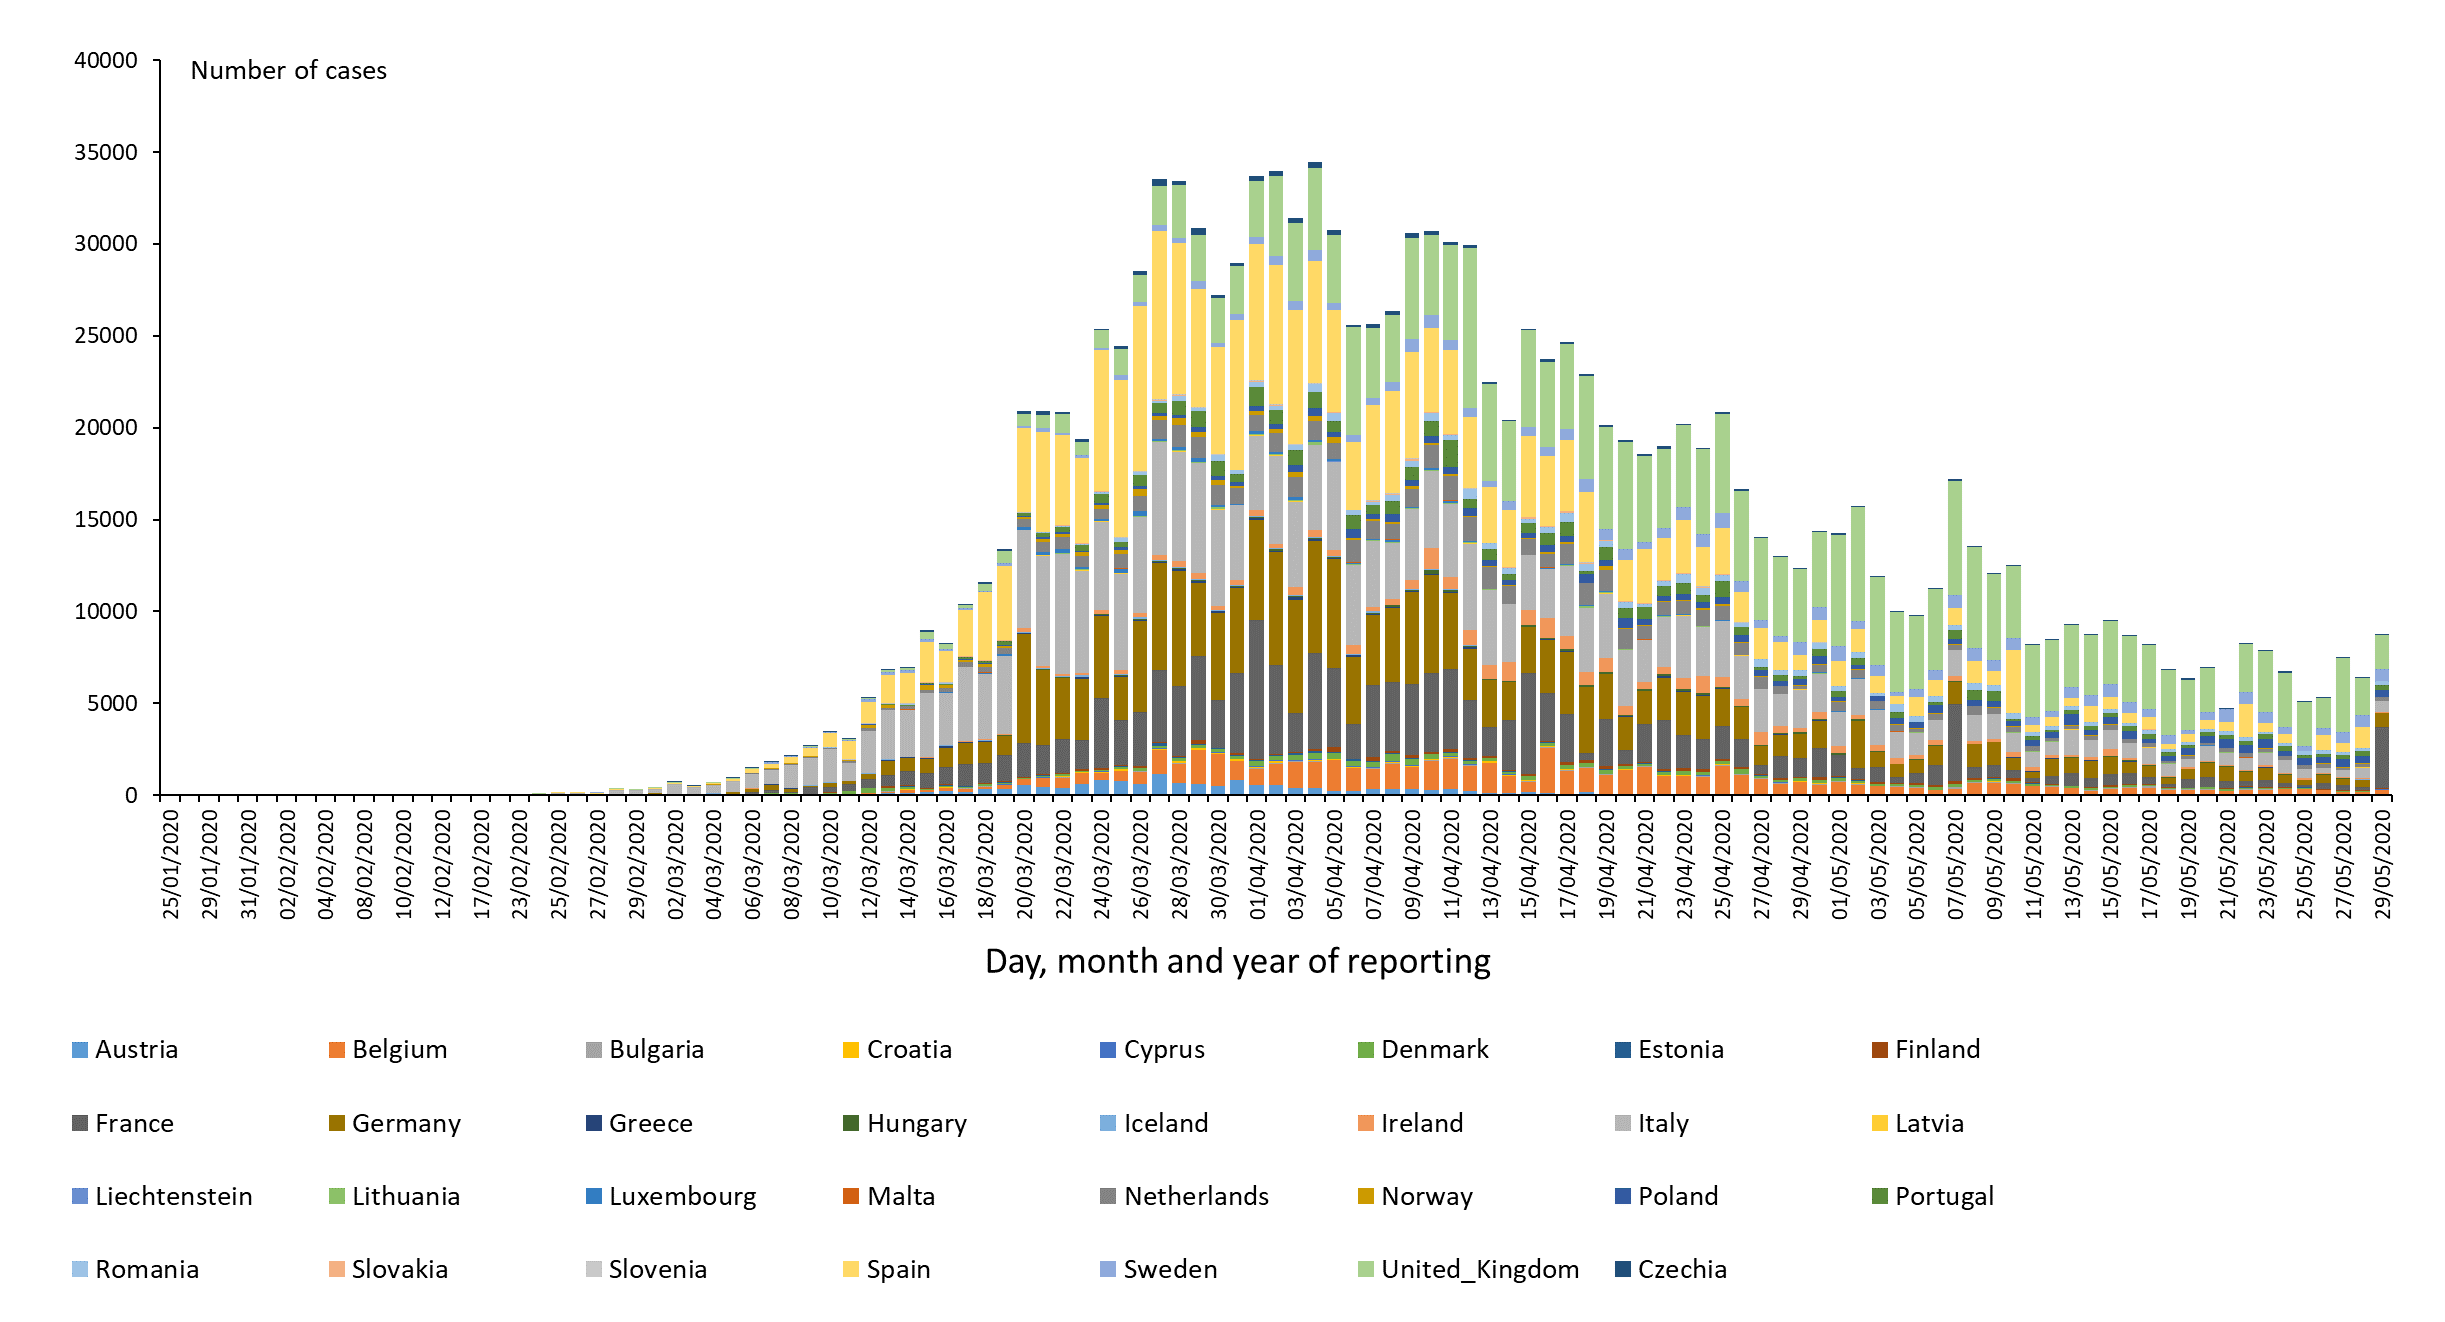 Number of cases
40000
35000
30000
25000
20000
15000
10000
5000
0
25/01/2020 29/01/2020 31/01/2020 02/02/2020 04/02/2020 08/02/2020 10/02/2020 12/02/2020 17/02/2020 23/02/2020 25/02/2020 27/02/2020 29/02/2020 02/03/2020 04/03/2020 06/03/2020 08/03/2020 10/03/2020 12/03/2020 14/03/2020 16/03/2020 18/03/2020 20/03/2020 22/03/2020 24/03/2020 26/03/2020 28/03/2020 30/03/2020 01/04/2020 03/04/2020 05/04/2020 07/04/2020 09/04/2020 11/04/2020 13/04/2020 15/04/2020 17/04/2020 19/04/2020 21/04/2020 23/04/2020 25/04/2020 27/04/2020 29/04/2020 01/05/2020 03/05/2020 05/05/2020 07/05/2020 09/05/2020 11/05/2020 13/05/2020 15/05/2020 17/05/2020 19/05/2020 21/05/2020 23/05/2020 25/05/2020 27/05/2020 29/05/2020
Day, month and year of reporting
Austria Belgium Bulgaria Croatia Cyprus Denmark Estonia Finland
France Germany Greece Hungary Iceland Ireland Italy Latvia
Liechtenstein Lithuania Luxembourg Malta Netherlands Norway Poland Portugal
Romania Slovakia Slovenia Spain Sweden United_Kingdom Czechia